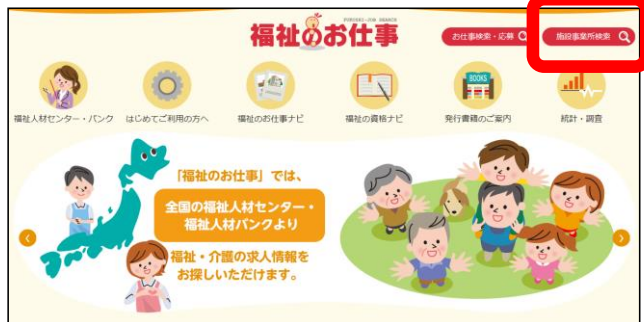 FUKUSHI-JOB SEARCH
福祉のお仕事
お仕事検索・応募
施設事業所検索
福祉人材センター・バンク
はじめてご利用の方へ
福祉のお仕事ナビ
福祉の資格ナビ
BOOKS
発行書籍のご案内
統計・調査
「福祉のお仕事」では、
全国の福祉人材センター・
福祉人材バンクより
福祉・介護の求人情報を
お探しいただけます。